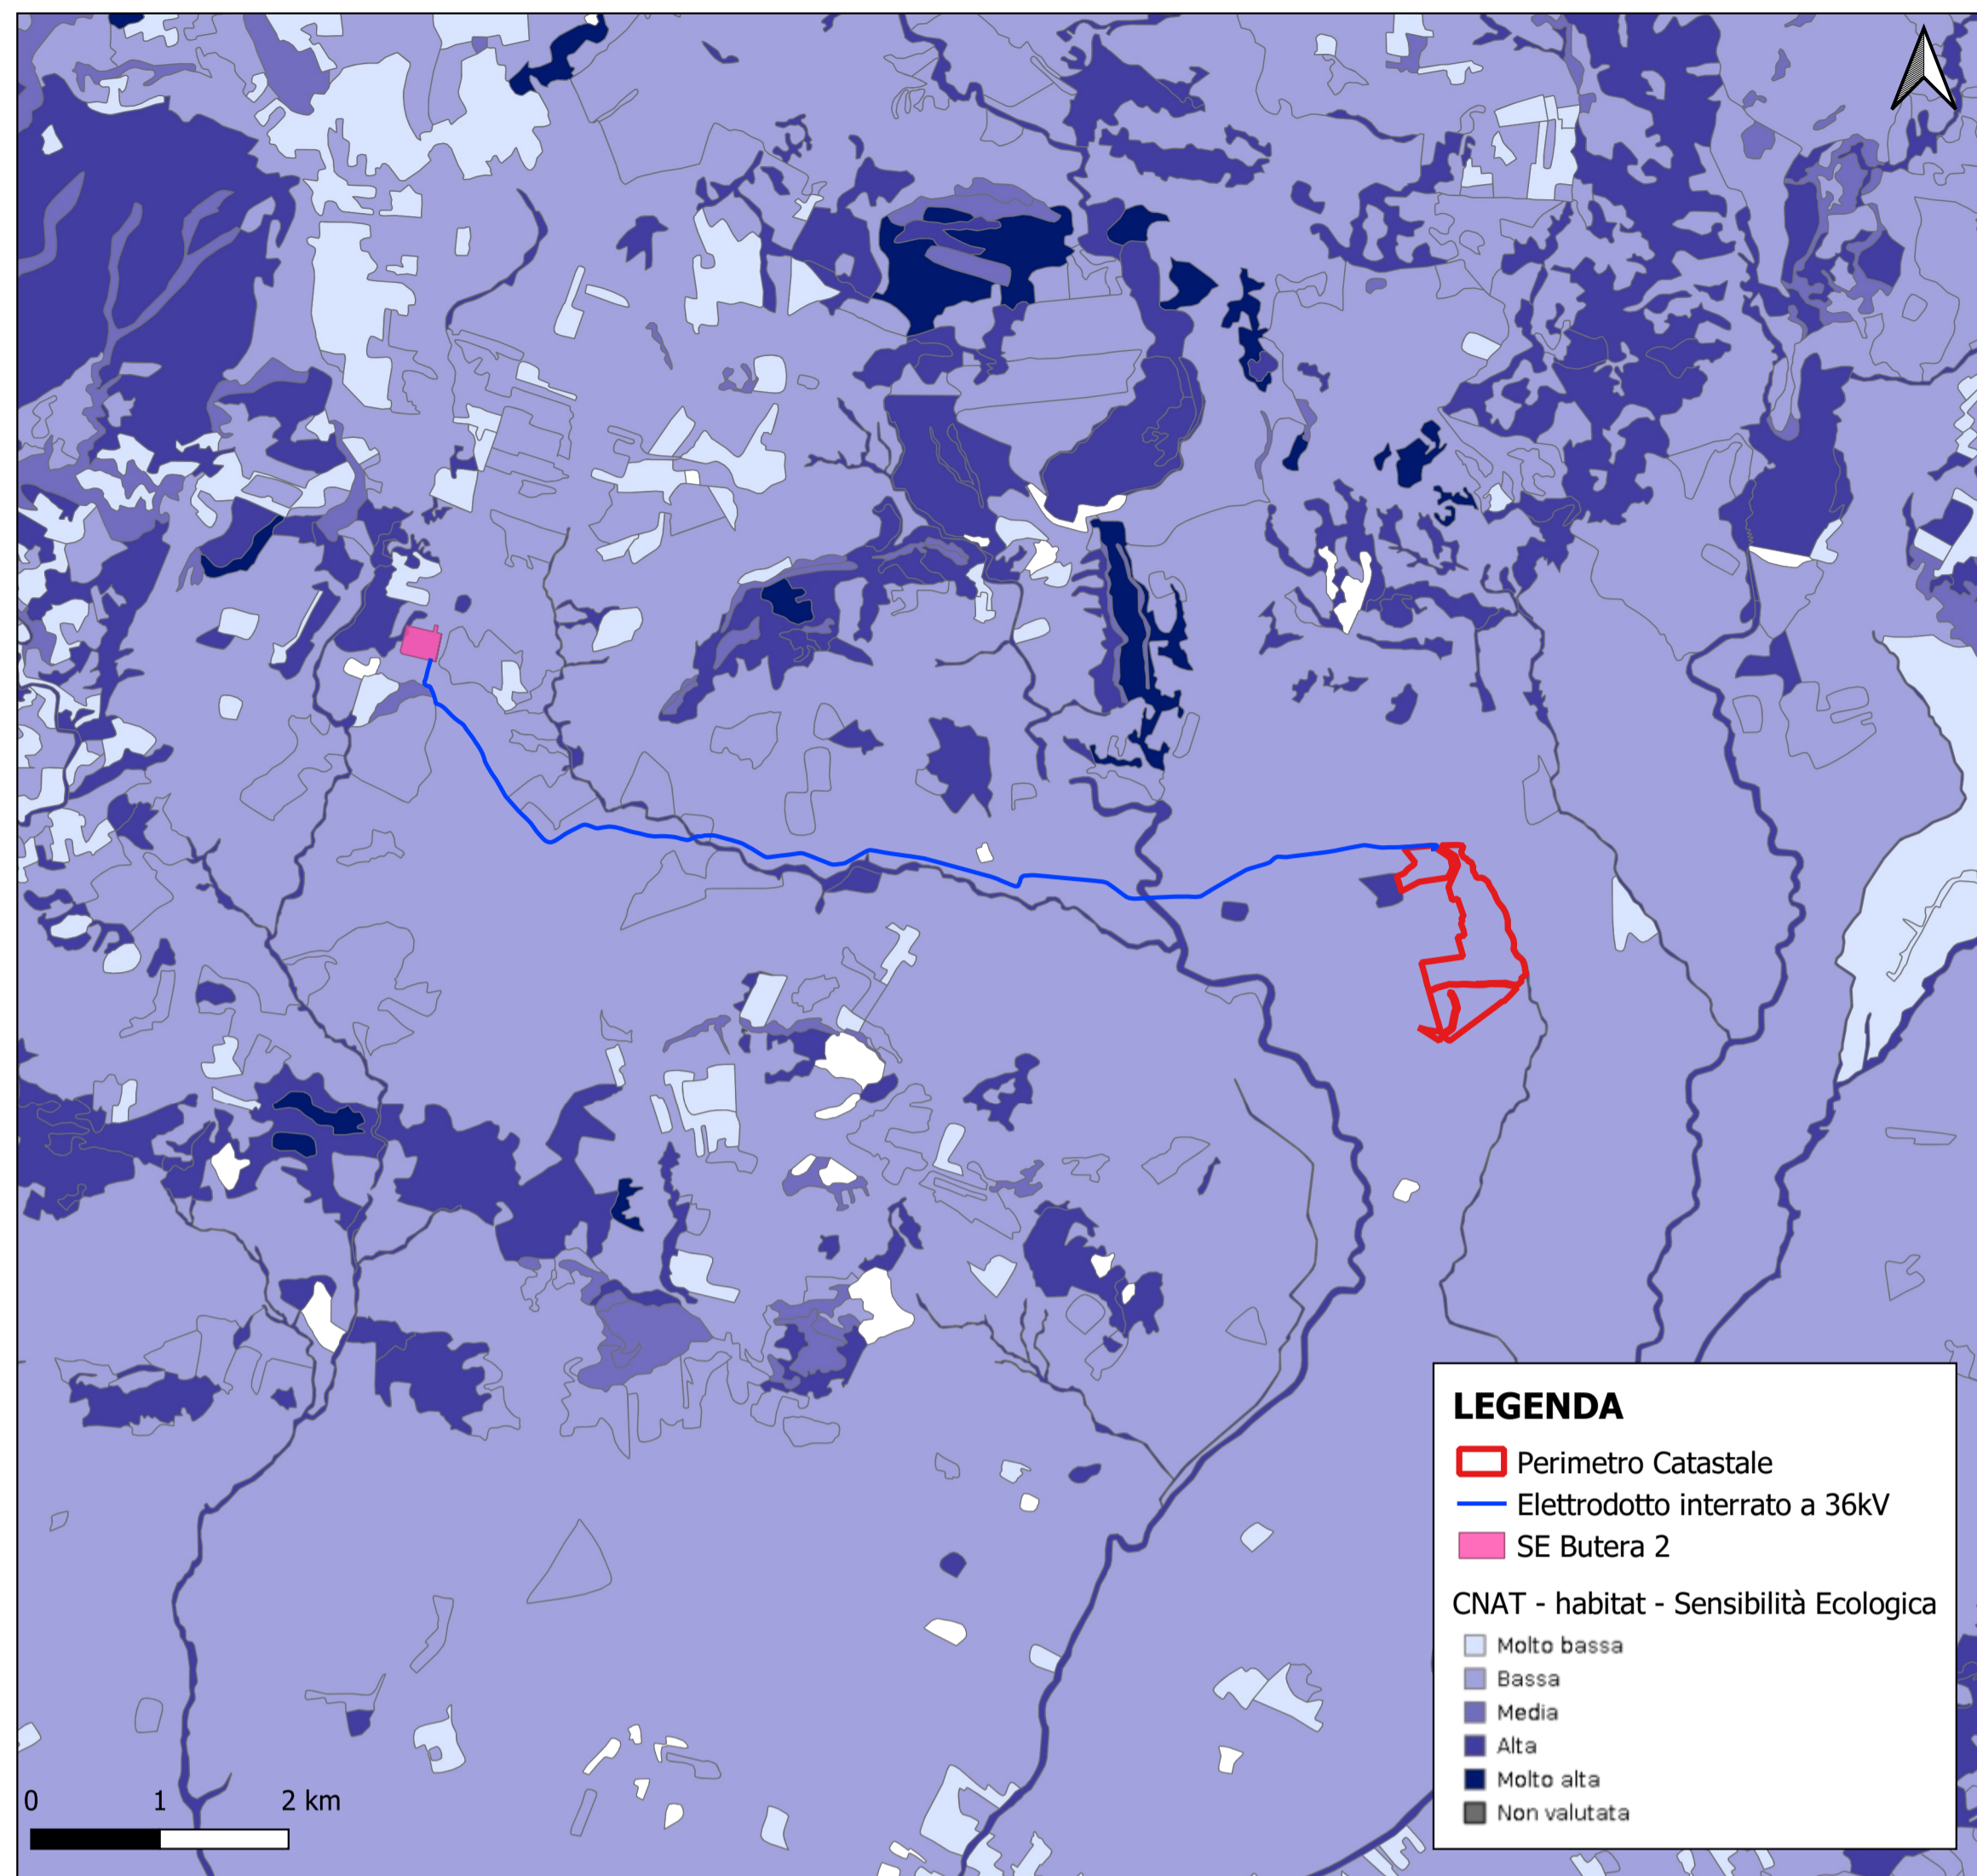 0 1 2 km
LEGENDA
Perimetro Catastale
Elettrodotto interrato a 36kV
SE Butera 2
CNAT - habitat - Sensibilità Ecologica
Molto bassa
Bassa
Media
Alta
Molto alta
Non valutata